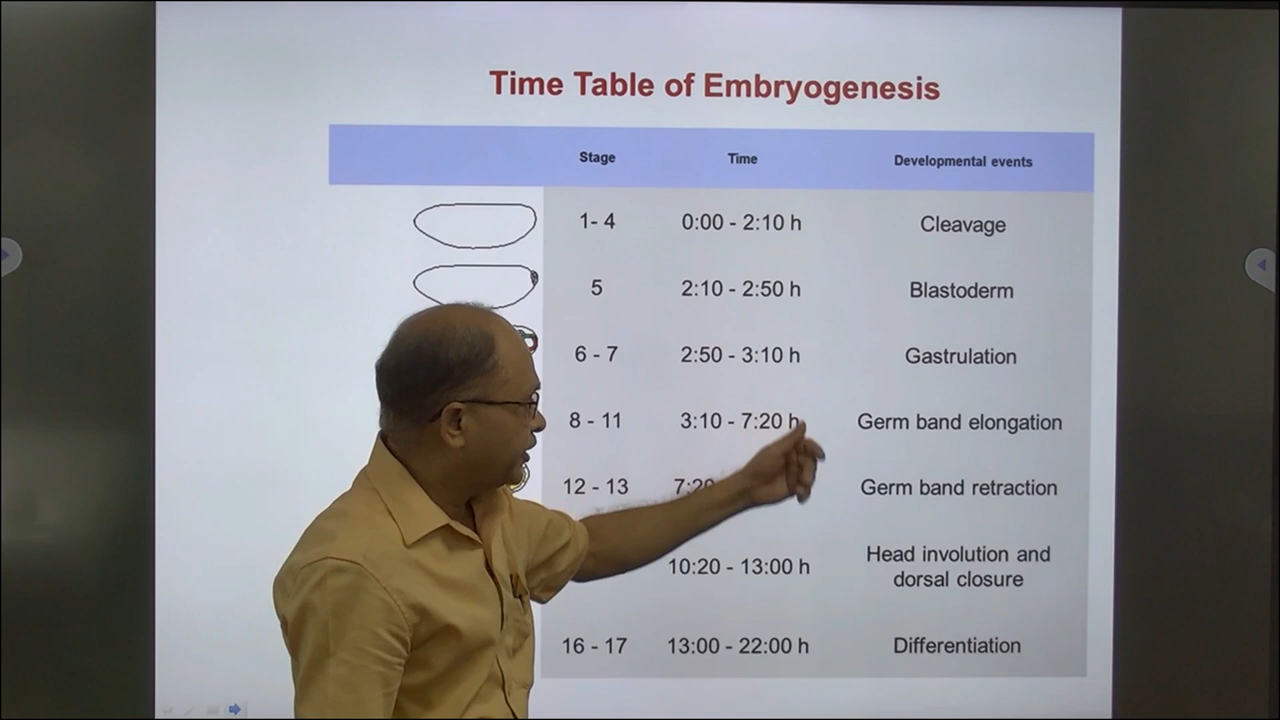 Time Table of Embryogenesis
Stage Time Developmental events
1- 4 0:00 - 2:10 h Cleavage
5 2:10 - 2:50 h Blastoderm
6 - 7 2:50 - 3:10 h Gastrulation
8 - 11 3:10 - 7:20 h Germ band elongation
12 - 13 7:20 Germ band retraction
10:20 - 13:00 h Head involution and
dorsal closure
16 - 17 13:00 - 22:00 h Differentiation